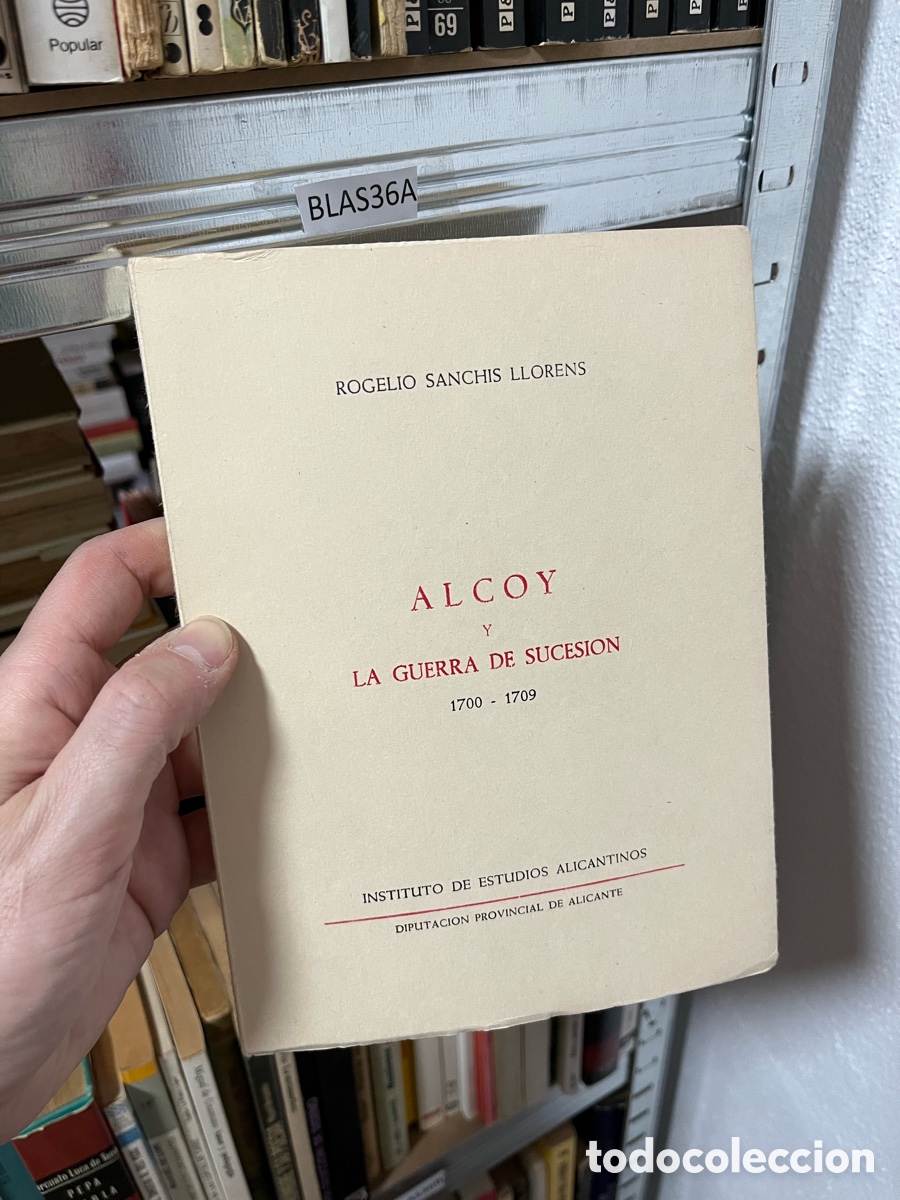 Popular
69
P&
P
BLAS36A
ROGELIO SANCHIS LLORENS
ALCOY
Y
LA GUERRA DE SUCESION
1700 - 1709
INSTITUTO DE ESTUDIOS ALICANTINOS
DIPUTACION PROVINCIAL DE ALICANTE
PEPA
todocoleccion